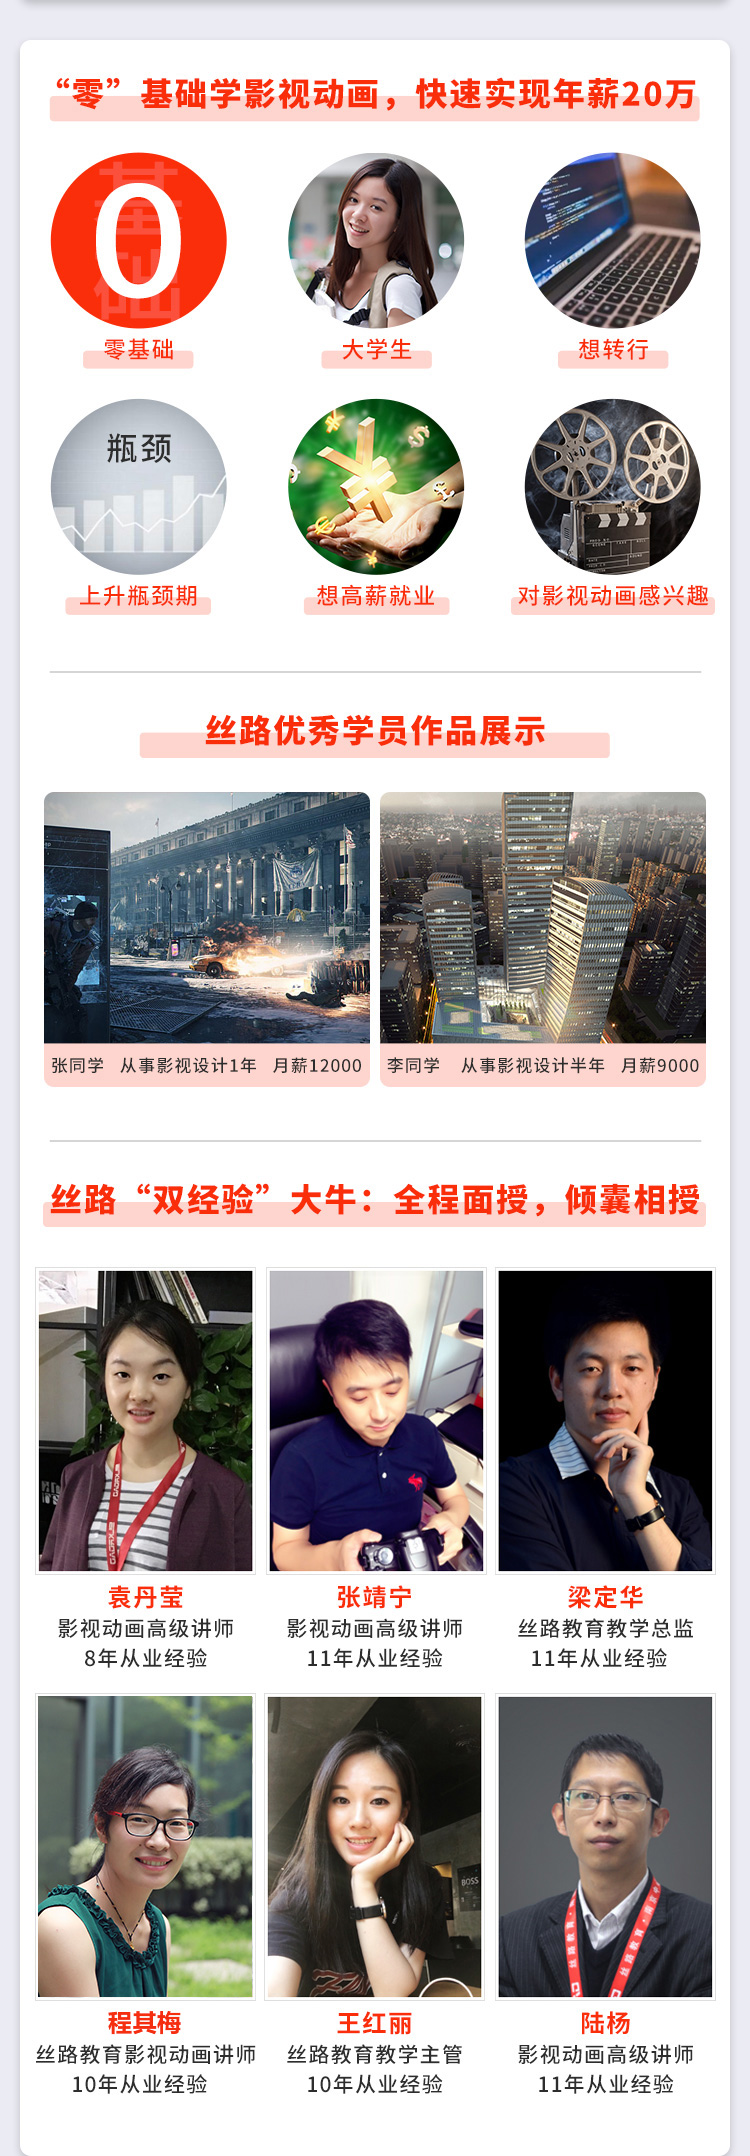 “零”基础学影视动画，快速实现年薪20万
基础
0
零基础
大学生
想转行
瓶颈
上升瓶颈期
想高薪就业
对影视动画感兴趣
丝路优秀学员作品展示
张同学 从事影视设计1年 月薪12000
李同学 从事影视设计半年 月薪9000
丝路“双经验”大牛：全程面授，倾囊相授
袁丹莹
影视动画高级讲师
8年从业经验
张靖宁
影视动画高级讲师
11年从业经验
梁定华
丝路教育教学总监
11年从业经验
BOSS
丝路教育
丝路教育
程其梅
丝路教育影视动画讲师
10年从业经验
王红丽
丝路教育教学主管
10年从业经验
陆杨
影视动画高级讲师
11年从业经验